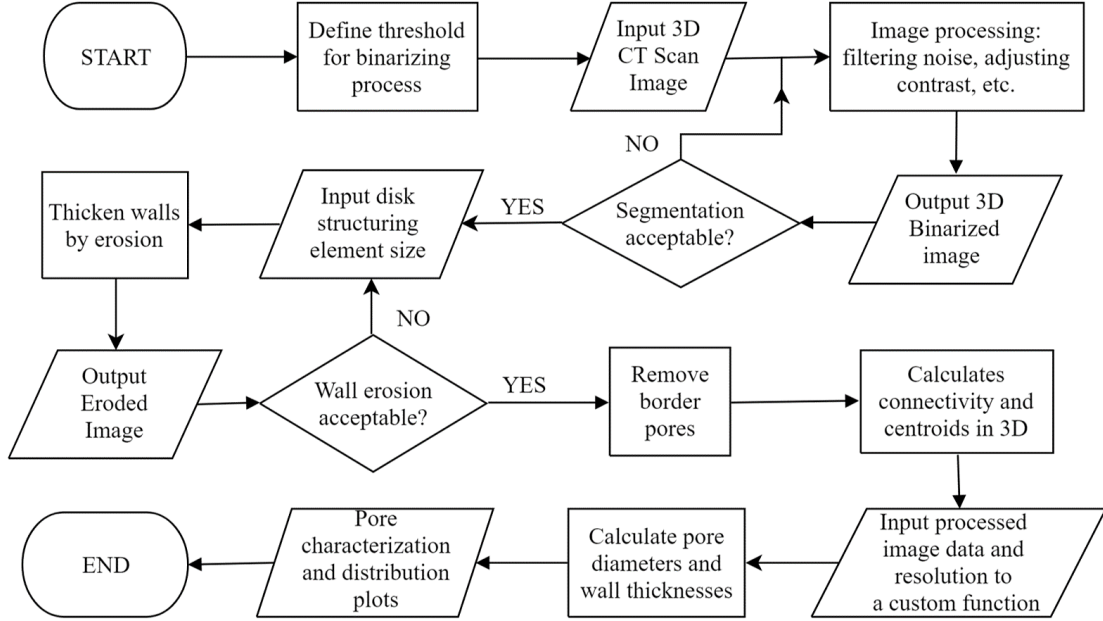 START
Define threshold
for binarizing
process
Input 3D
CT Scan
Image
Image processing:
filtering noise, adjusting
contrast, etc.
NO
Thicken walls
by erosion
Input disk
structuring
element size
YES
Segmentation
acceptable?
Output 3D
Binarized
image
NO
Output
Eroded
Image
Wall erosion
acceptable?
YES
Remove
border
pores
Calculates
connectivity and
centroids in 3D
END
Pore
characterization
and distribution
plots
Calculate pore
diameters and
wall thicknesses
Input processed
image data and
resolution to
a custom function